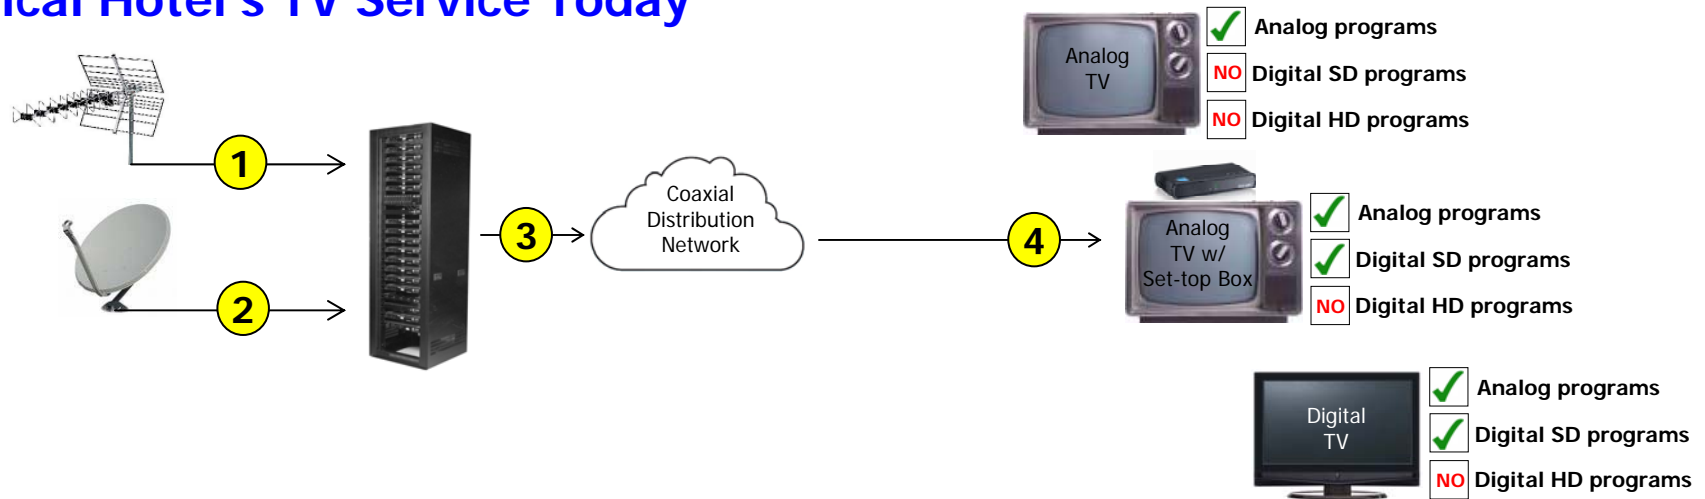 Hotel's TV Service Today
Analog
TV
Analog programs
NO Digital SD programs
NO Digital HD programs
1
2
3
Coaxial
Distribution
Network
4
Analog
TV w/
Set-top Box
Analog programs
Digital SD programs
NO Digital HD programs
Digital
TV
Analog programs
Digital SD programs
NO Digital HD programs